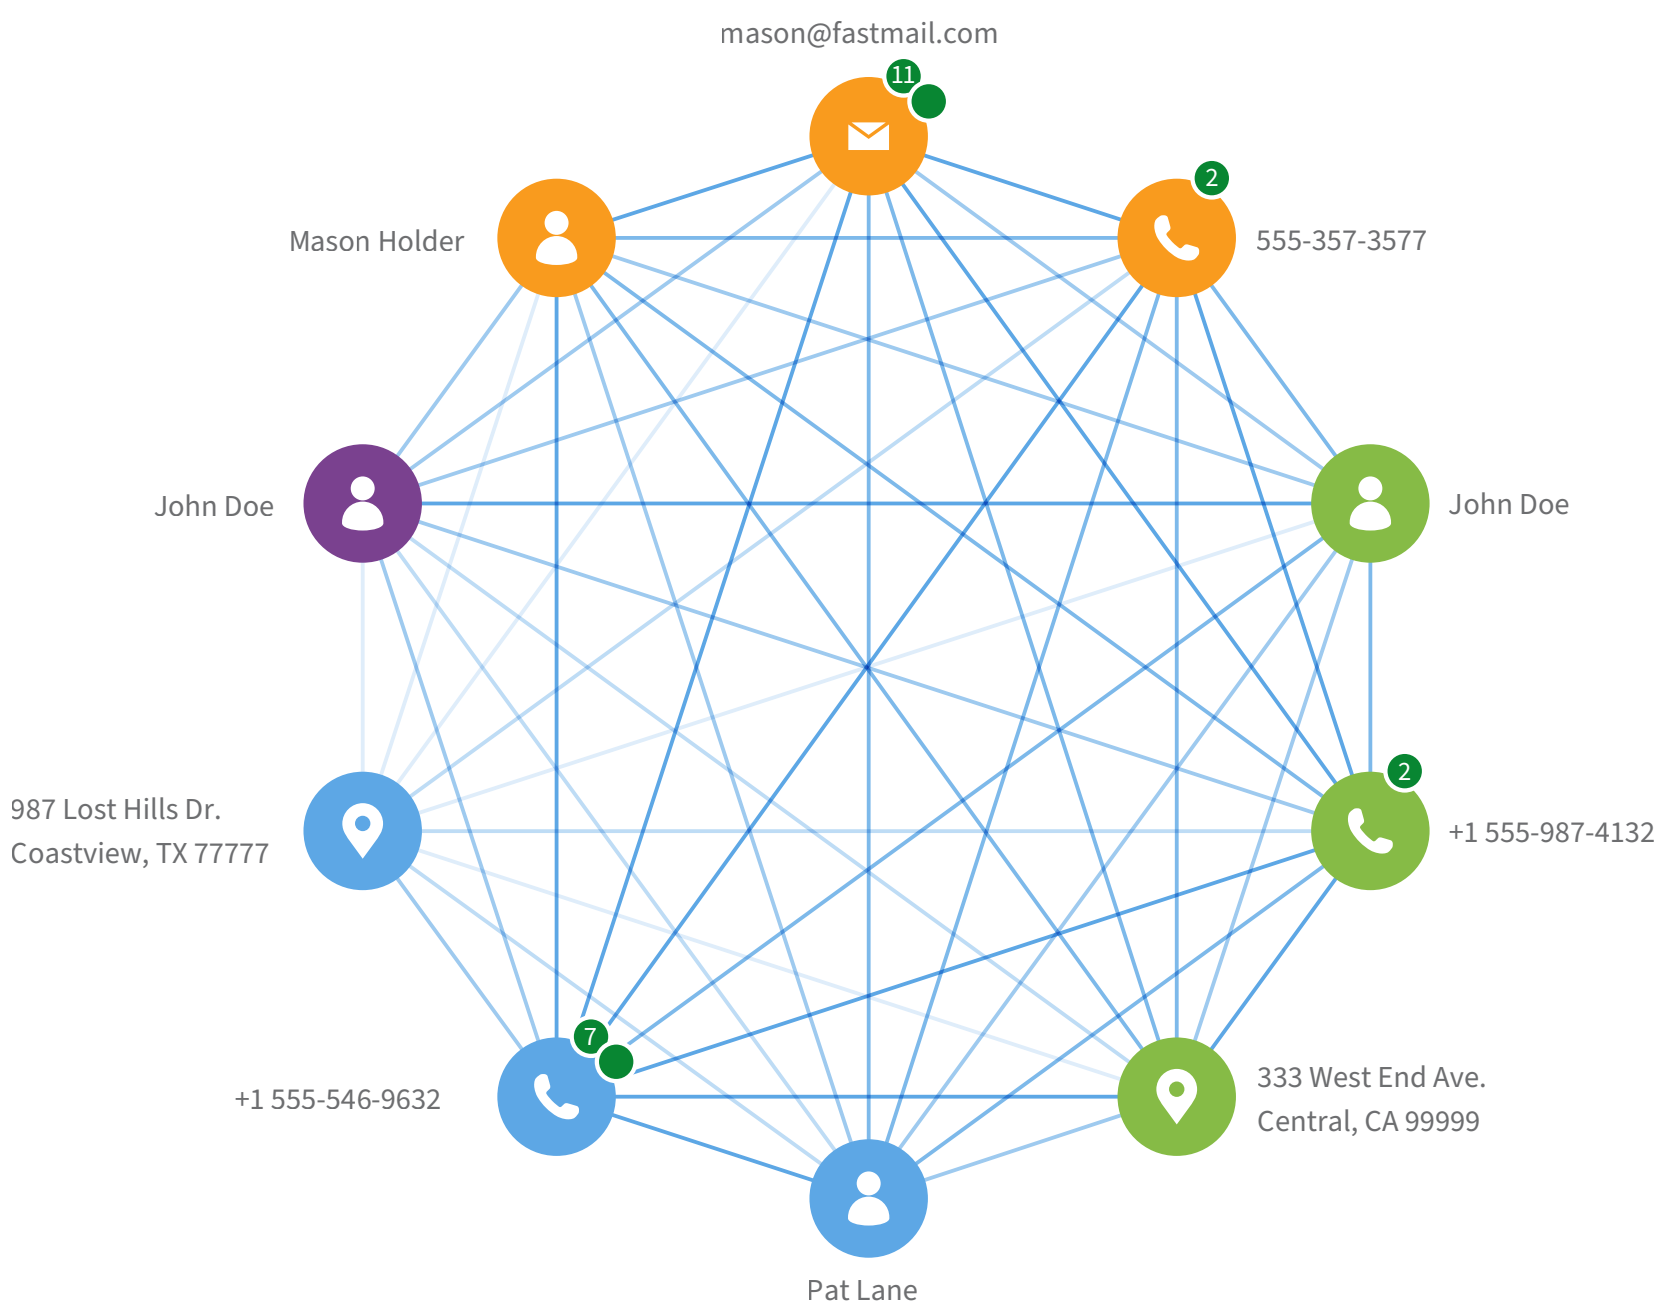 mason@fastmail.com
11
2
Mason Holder
555-357-3577
John Doe
John Doe
2
987 Lost Hills Dr.
Coastview, TX 77777
+1 555-987-4132
7
+1 555-546-9632
333 West End Ave.
Central, CA 99999
Pat Lane